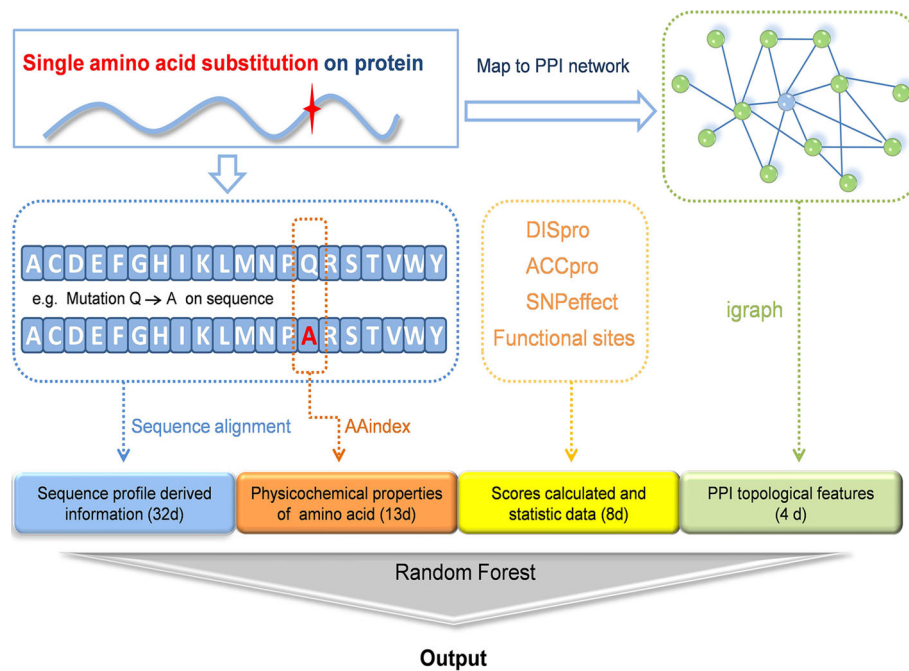 Single amino acid substitution on protein
Map to PPI network
ACDEFGHIKLMNPQRSTVWY
e.g. Mutation Q → A on sequence
ACDEFGHIKLMNPARSTVWY
DISpro
ACCpro
SNPeffect
Functional sites
igraph
Sequence alignment
AAindex
Sequence profile derived
information (32d)
Physicochemical properties
of amino acid (13d)
Scores calculated and
statistic data (8d)
PPI topological features
(4 d)
Random Forest
Output